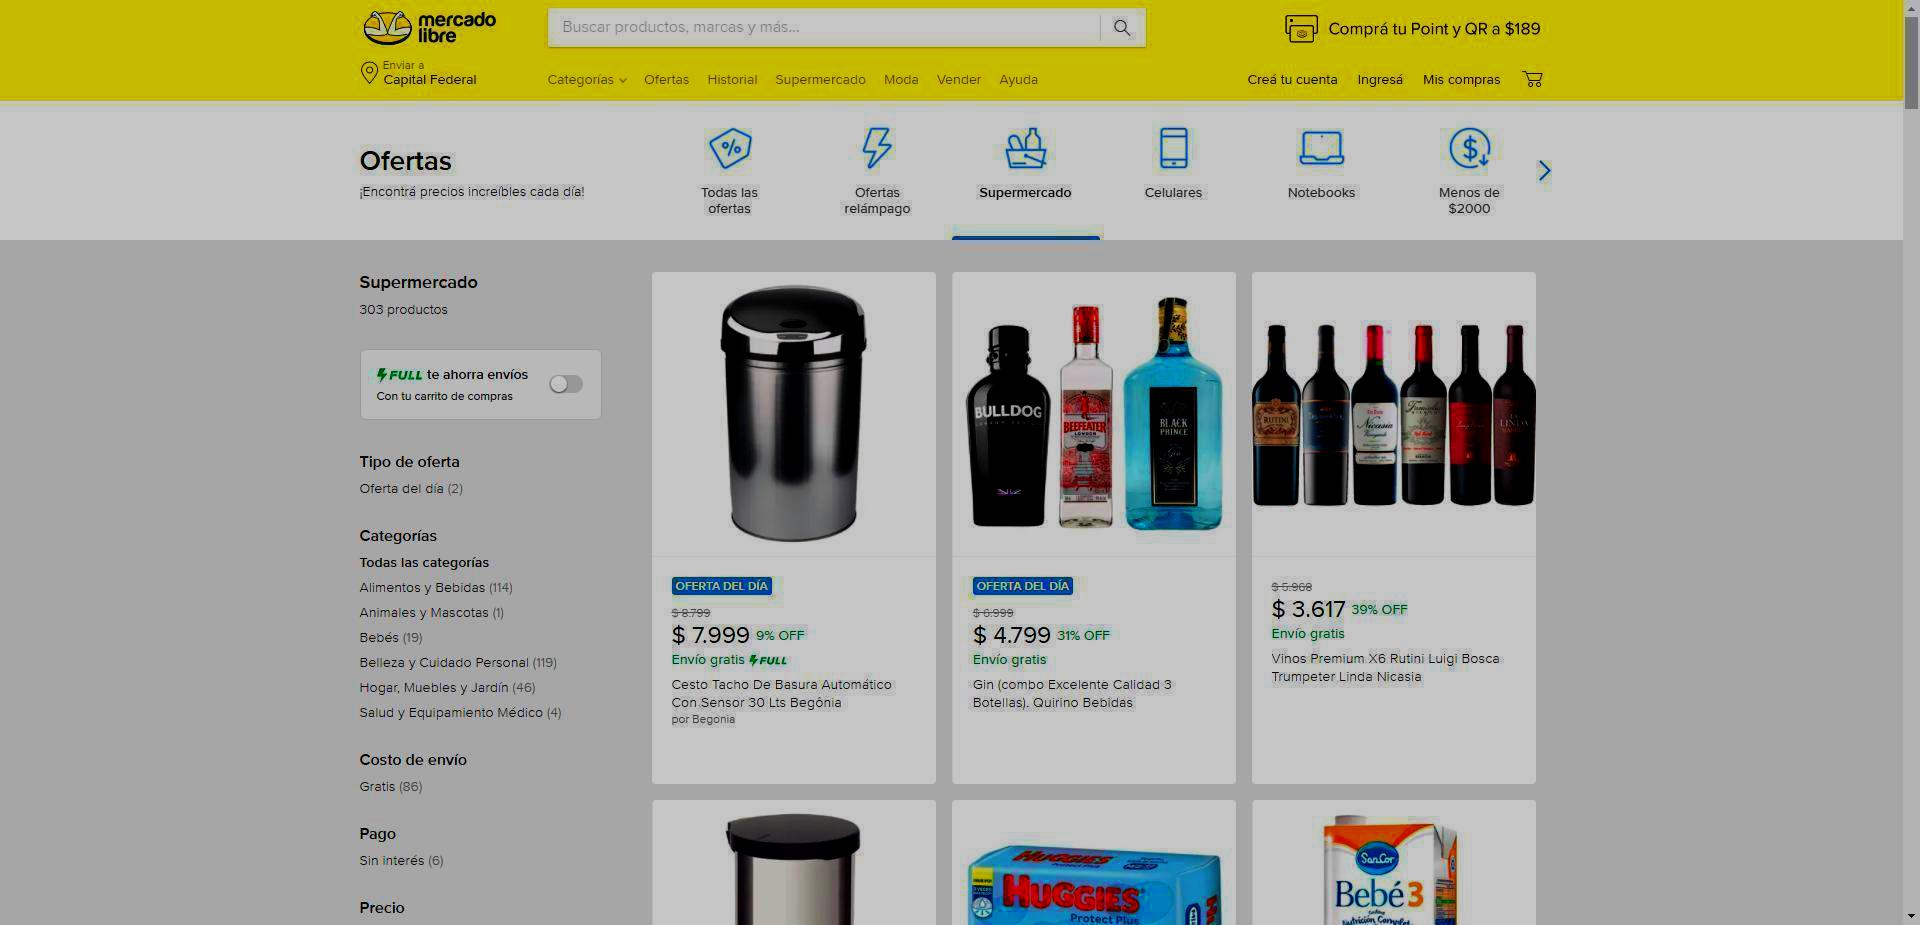 mercado
libre
Buscar productos, marcas y más...
Comprá tu Point y QR a $189
Enviar a
Capital Federal
Categorías
Ofertas
Historial
Supermercado
Moda
Vender
Ayuda
Creá tu cuenta
Ingresá
Mis compras
Ofertas
¡Encontrá precios increíbles cada día!
Todas las
ofertas
Ofertas
relámpago
Supermercado
Celulares
Notebooks
Menos de
$2000
Supermercado
303 productos
FULL te ahorra envíos
Con tu carrito de compras
Tipo de oferta
Oferta del día (2)
Categorías
Todas las categorías
Alimentos y Bebidas (114)
Animales y Mascotas (1)
Bebés (19)
Belleza y Cuidado Personal (119)
Hogar, Muebles y Jardín (46)
Salud y Equipamiento Médico (4)
Costo de envío
Gratis (86)
Pago
Sin interés (6)
Precio
OFERTA DEL DÍA
$ 8.799
$ 7.999 9% OFF
Envío gratis FULL
Cesto Tacho De Basura Automático
Con Sensor 30 Lts Begônia
por Begonia
BULLDOG
BEEFEATER
LONDON
BLACK
PRINCE
Gin
OFERTA DEL DÍA
$ 6.999
$ 4.799 31% OFF
Envío gratis
Gin (combo Excelente Calidad 3
Botellas). Quirino Bebidas
RUTINI
Nicasia
LA
LINDA
$ 5.968
$ 3.617 39% OFF
Envío gratis
Vinos Premium X6 Rutini Luigi Bosca
Trumpeter Linda Nicasia
HUGGIES
HUGGIES
Protect Plus
SanCor
Bebé 3
Nutrición Completa